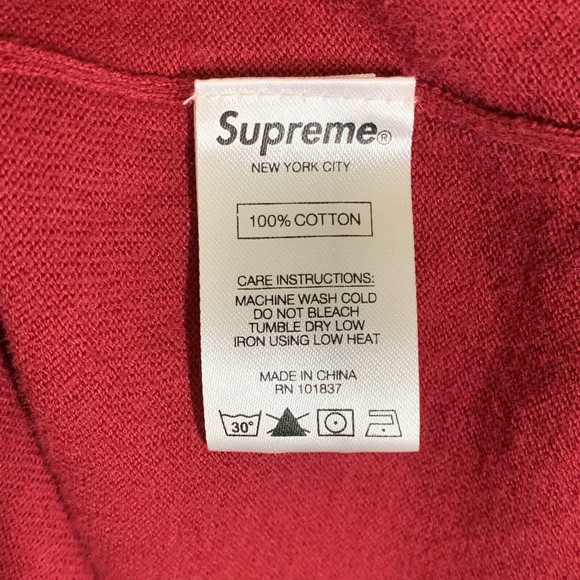 Supreme®
NEW YORK CITY
100% COTTON
CARE INSTRUCTIONS:
MACHINE WASH COLD
DO NOT BLEACH
TUMBLE DRY LOW
IRON USING LOW HEAT
MADE IN CHINA
RN 101837
30°